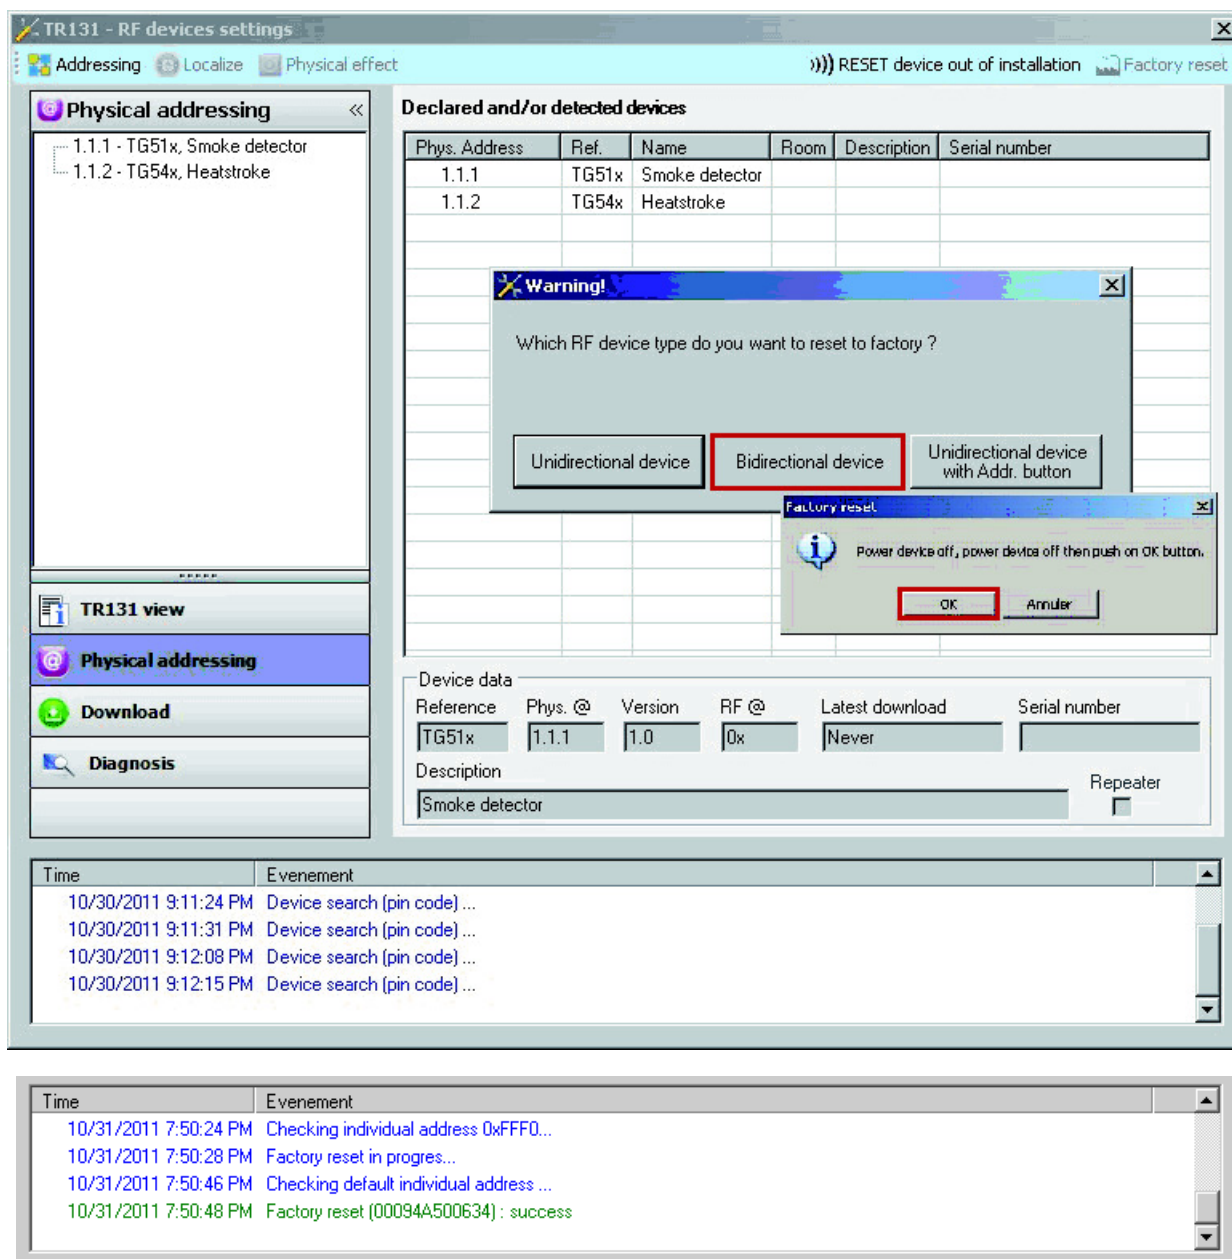 TR131 - RF devices settings
Addressing Localize Physical effect RESET device out of installation Factory reset
Physical addressing
1.1.1 - TG51x, Smoke detector
1.1.2 - TG54x, Heatstroke
Declared and/or detected devices
Phys. Address Ref. Name Room Description Serial number
1.1.1 TG51x Smoke detector
1.1.2 TG54x Heatstroke
Warning!
Which RF device type do you want to reset to factory ?
Unidirectional device
Bidirectional device
Unidirectional device
with Addr. button
Factory reset
Power device off, power device off then push on OK button.
OK Annuler
TR131 view
Physical addressing
Download
Diagnosis
Device data
Reference Phys. @ Version RF @ Latest download Serial number
TG51x 1.1.1 1.0 0x Never
Description
Repeater
Smoke detector
Time Evenement
10/30/2011 9:11:24 PM Device search (pin code) ...
10/30/2011 9:11:31 PM Device search (pin code) ...
10/30/2011 9:12:08 PM Device search (pin code) ...
10/30/2011 9:12:15 PM Device search (pin code) ...
Time Evenement
10/31/2011 7:50:24 PM Checking individual address 0xFFF0...
10/31/2011 7:50:28 PM Factory reset in progres...
10/31/2011 7:50:46 PM Checking default individual address ...
10/31/2011 7:50:48 PM Factory reset (00094A500634) : success